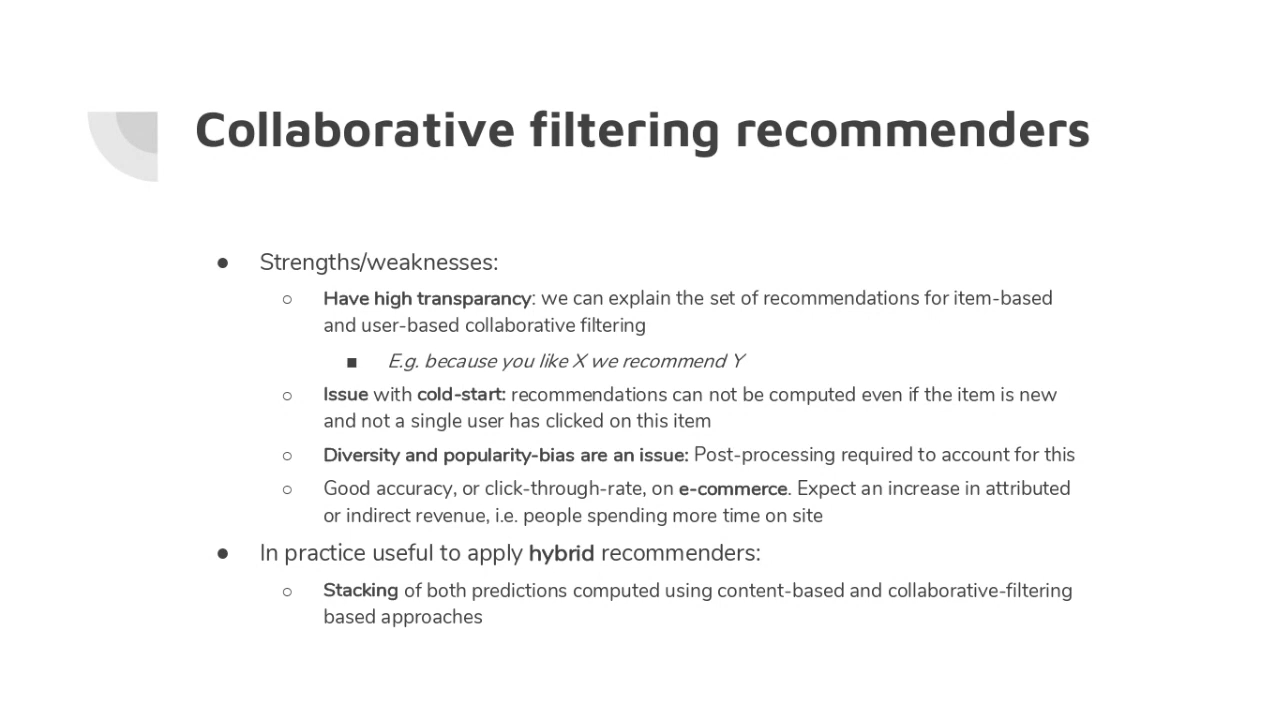 Collaborative filtering recommenders
● Strengths/weaknesses:
○ Have high transparancy: we can explain the set of recommendations for item-based
and user-based collaborative filtering
■ E.g. because you like X we recommend Y
○ Issue with cold-start: recommendations can not be computed even if the item is new
and not a single user has clicked on this item
○ Diversity and popularity-bias are an issue: Post-processing required to account for this
○ Good accuracy, or click-through-rate, on e-commerce. Expect an increase in attributed
or indirect revenue, i.e. people spending more time on site
● In practice useful to apply hybrid recommenders:
○ Stacking of both predictions computed using content-based and collaborative-filtering
based approaches